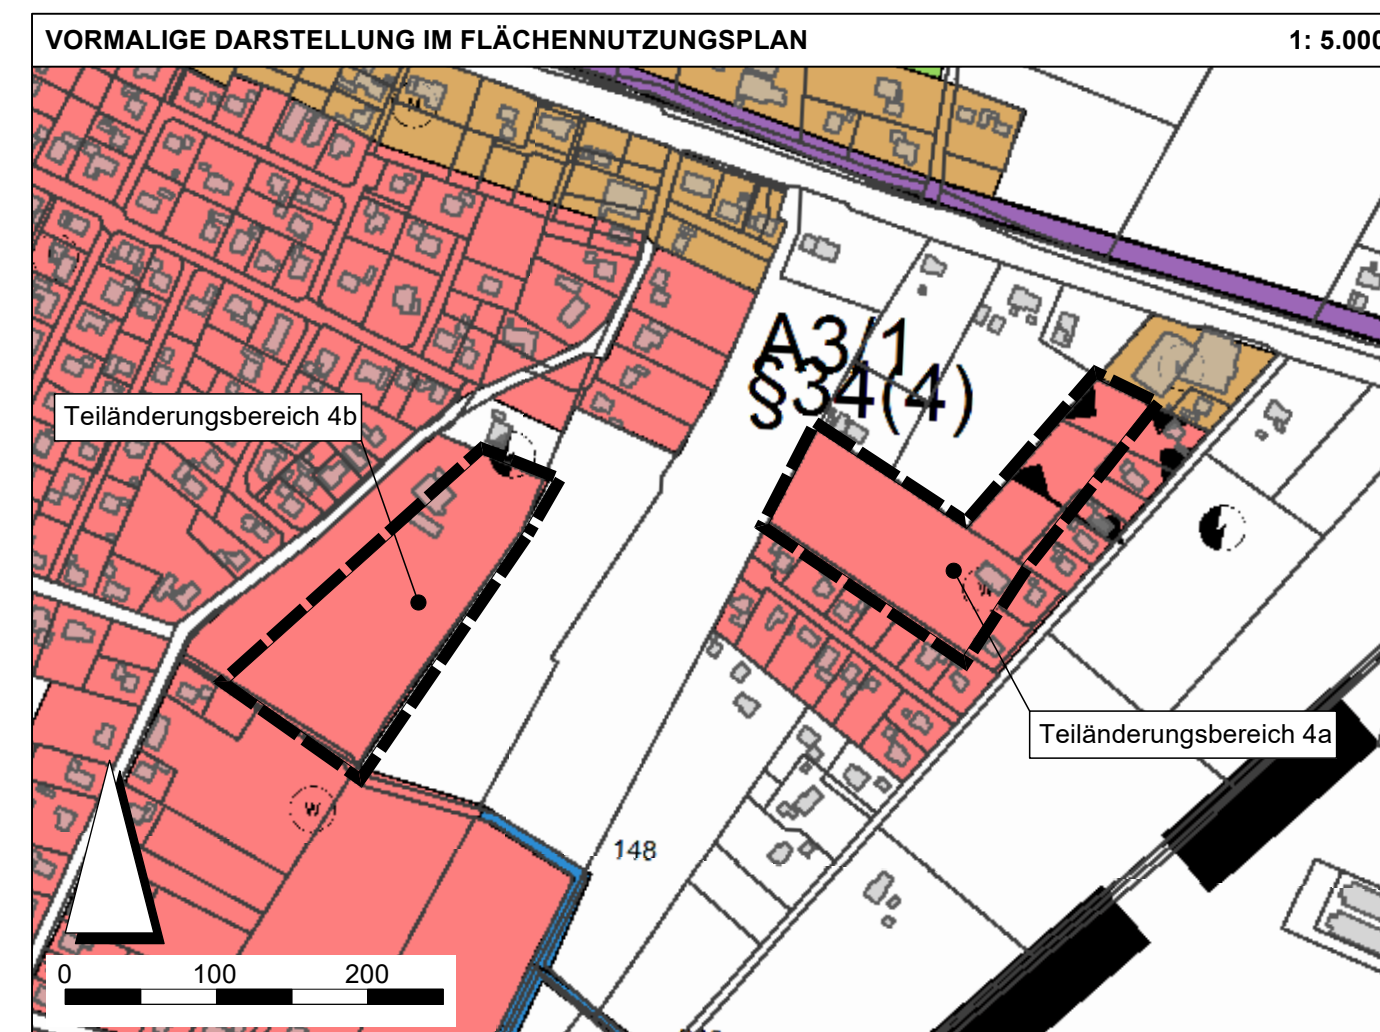 VORMALIGE DARSTELLUNG IM FLÄCHENNUTZUNGSPLAN 1: 5.000
A3/1
§34(4)
Teiländerungsbereich 4b
Teiländerungsbereich 4a
W
148
0 100 200